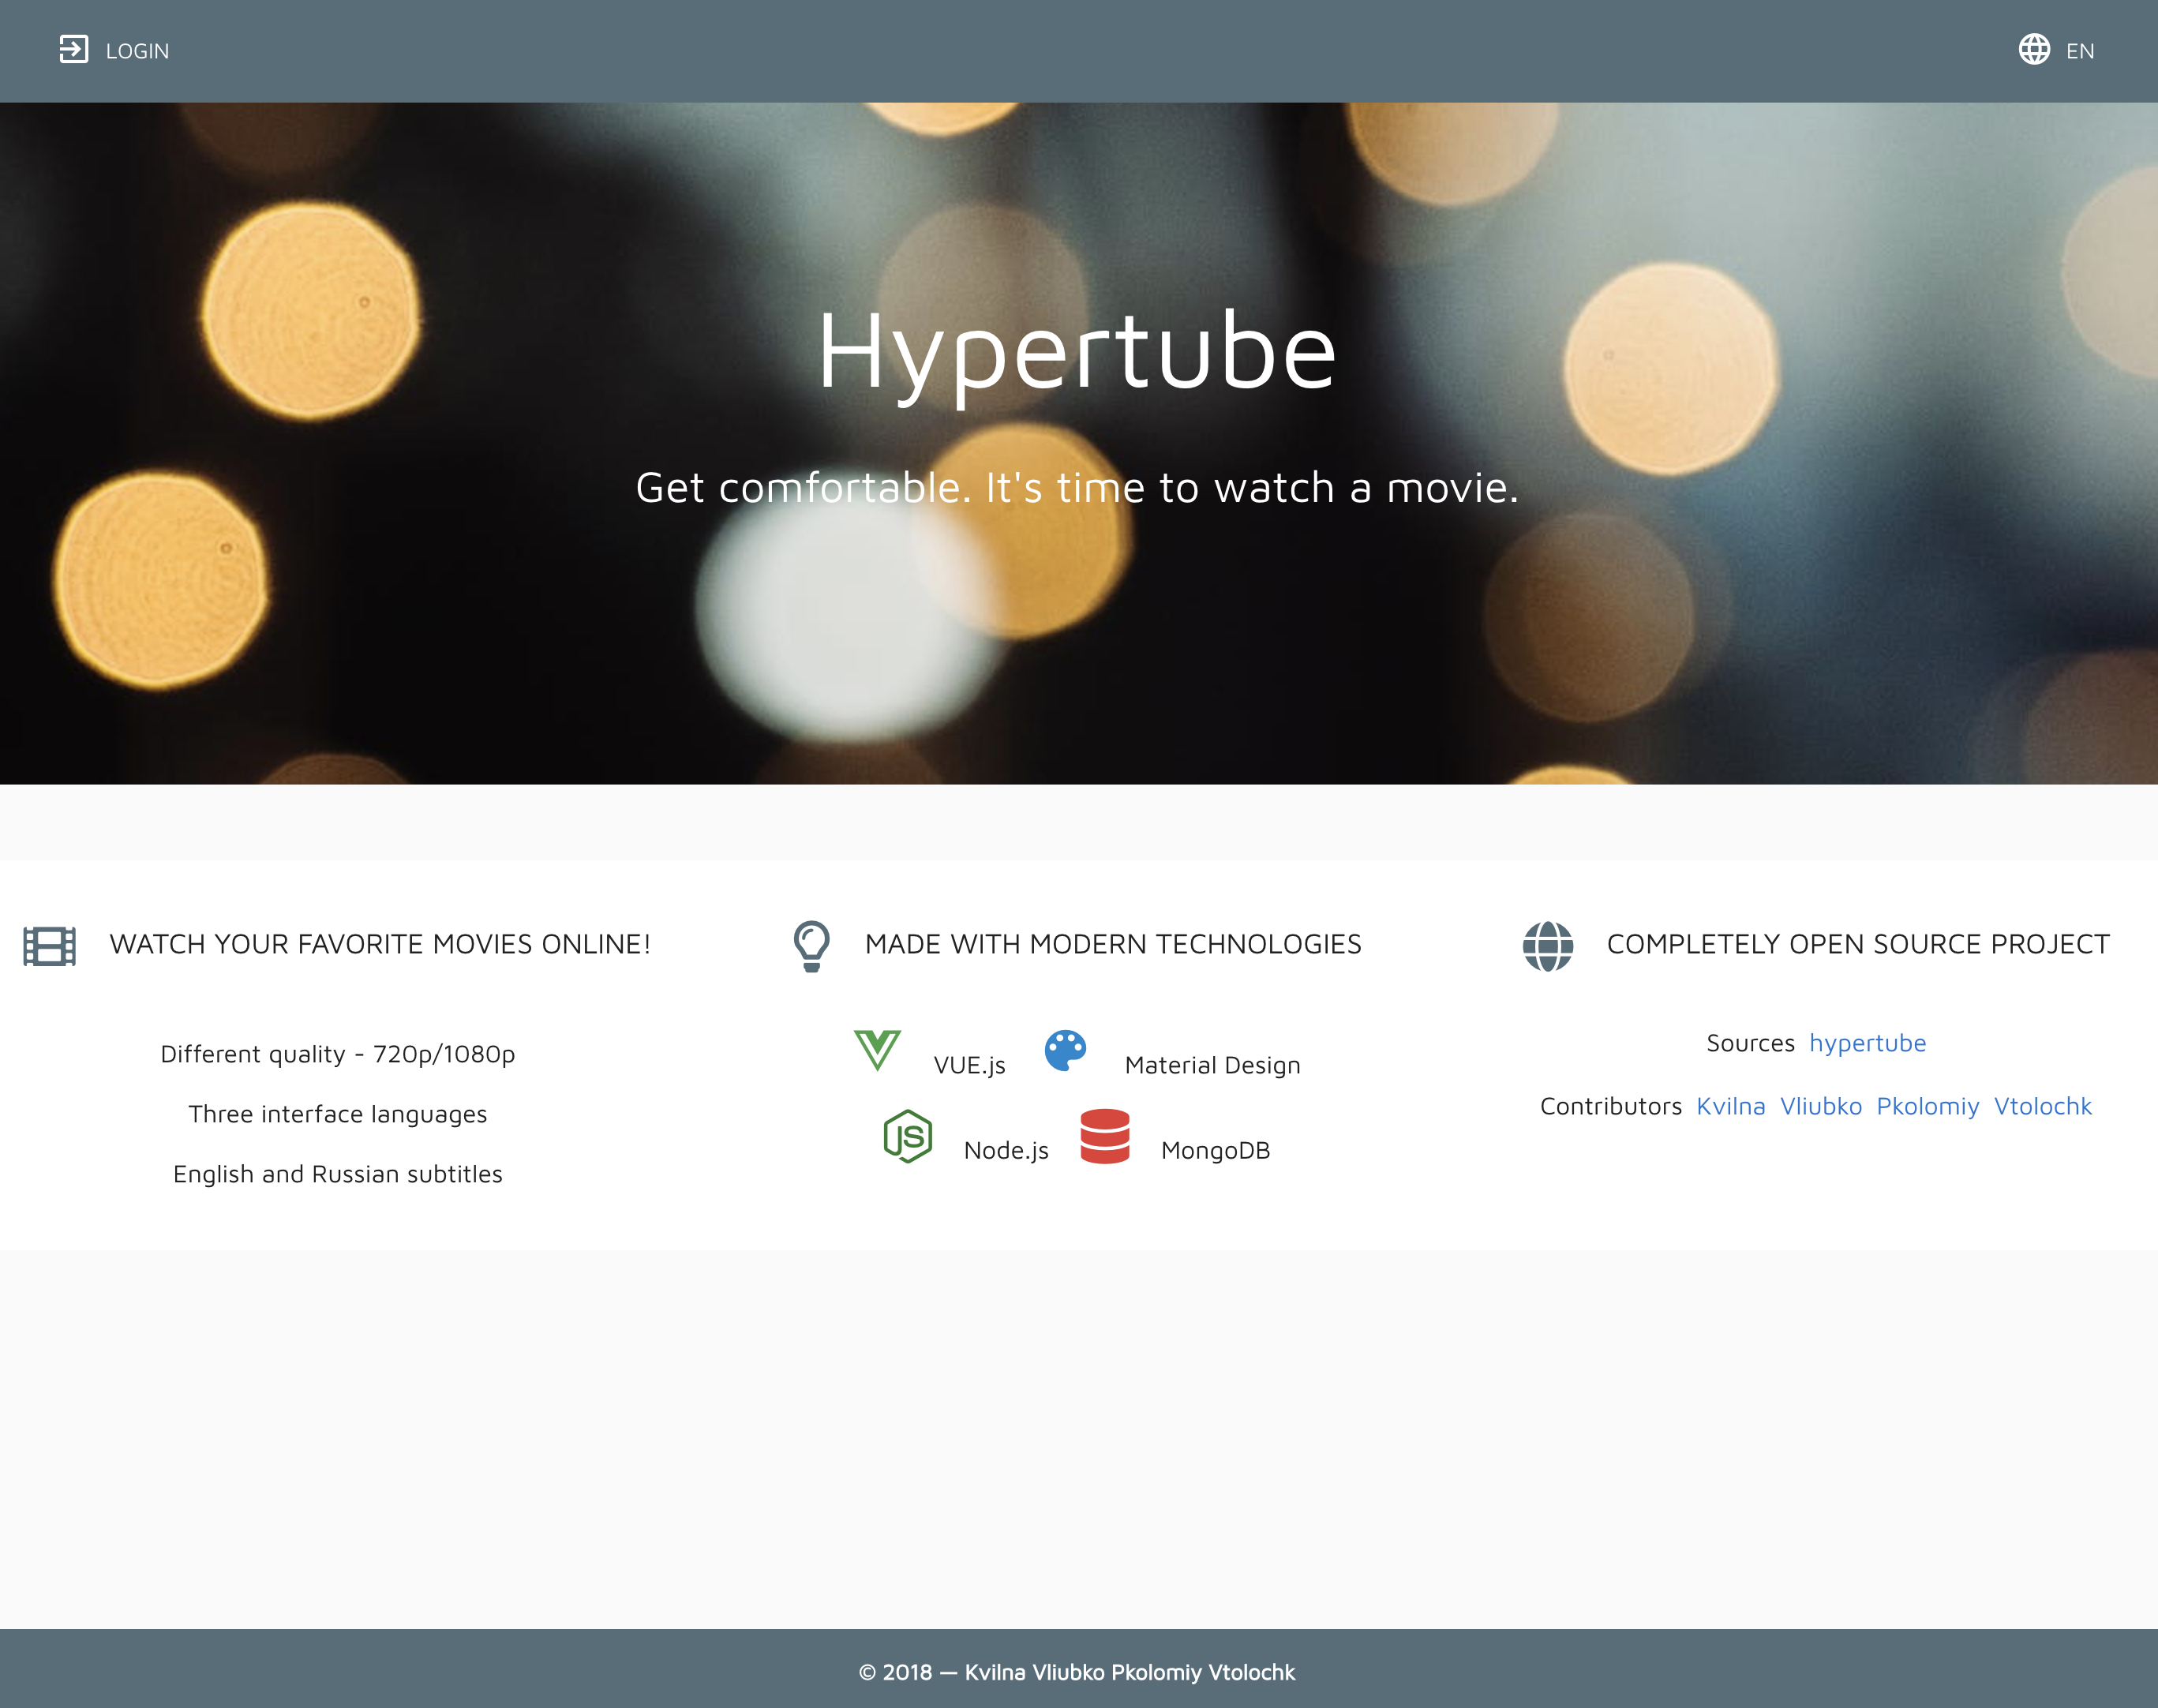 LOGIN
EN
Hypertube
Get comfortable. It's time to watch a movie.
WATCH YOUR FAVORITE MOVIES ONLINE!
Different quality - 720p/1080p
Three interface languages
English and Russian subtitles
MADE WITH MODERN TECHNOLOGIES
VUE.js Material Design
JS Node.js MongoDB
COMPLETELY OPEN SOURCE PROJECT
Sources hypertube
Contributors Kvilna Vliubko Pkolomiy Vtolochk
© 2018 — Kvilna Vliubko Pkolomiy Vtolochk